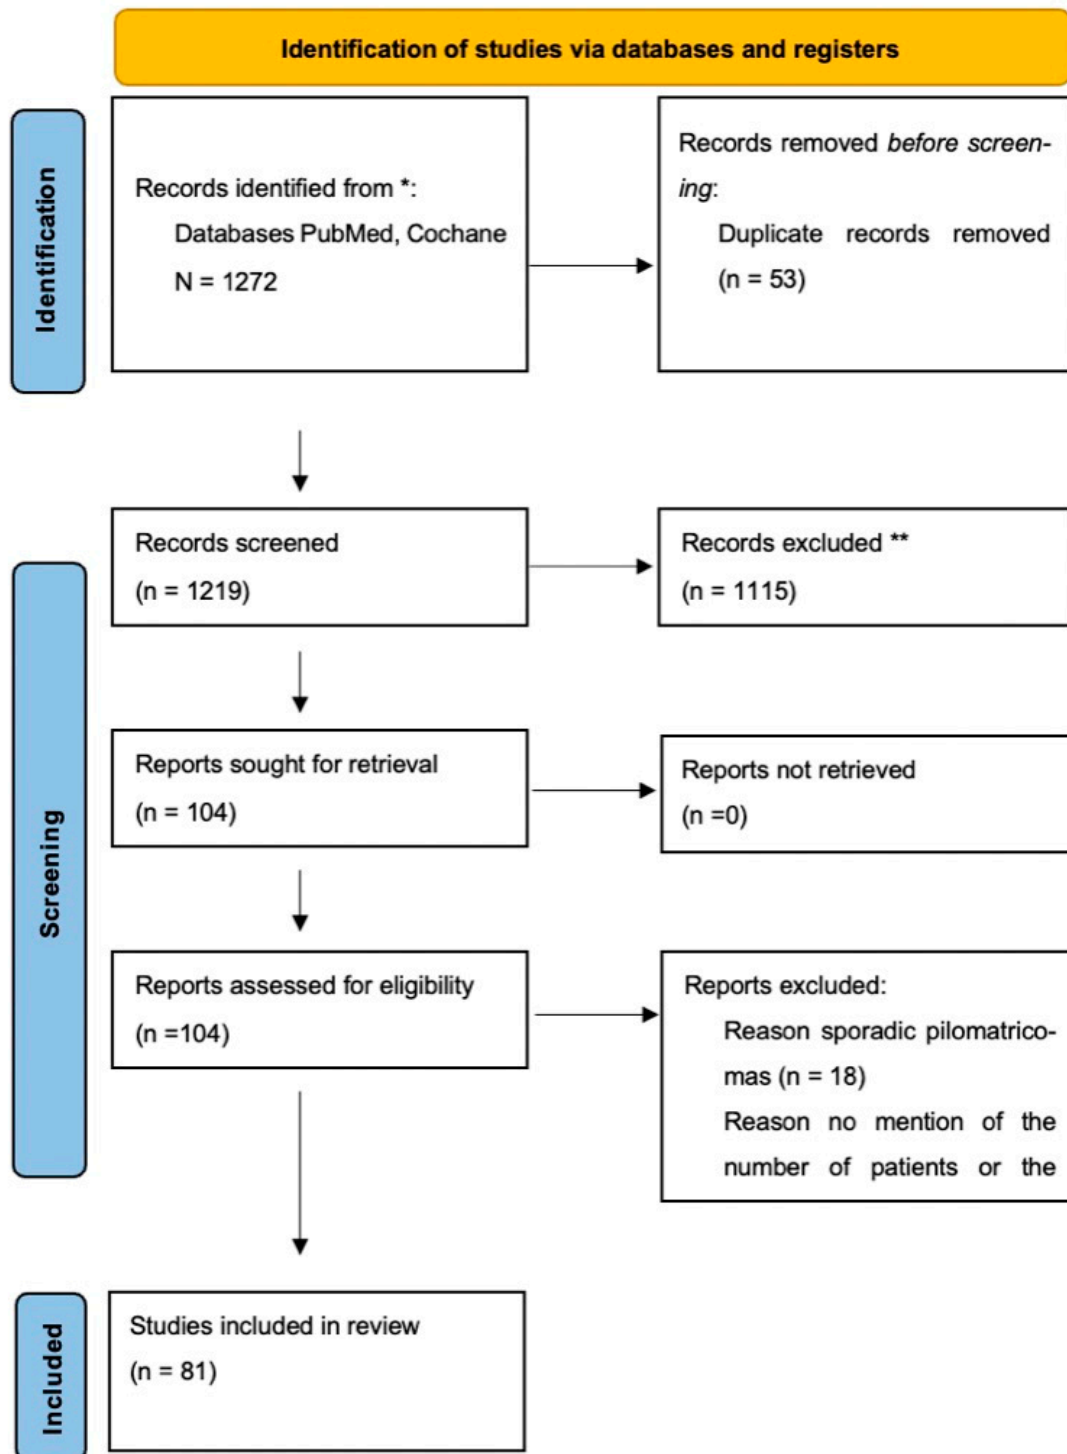 Identification of studies via databases and registers
Identification
Records identified from *:
Databases PubMed, Cochane
N = 1272
Records removed before screen-
ing:
Duplicate records removed
(n = 53)
Screening
Records screened
(n = 1219)
Records excluded **
(n = 1115)
Reports sought for retrieval
(n = 104)
Reports not retrieved
(n =0)
Reports assessed for eligibility
(n =104)
Reports excluded:
Reason sporadic pilomatrico-
mas (n = 18)
Reason no mention of the
number of patients or the
Included
Studies included in review
(n = 81)